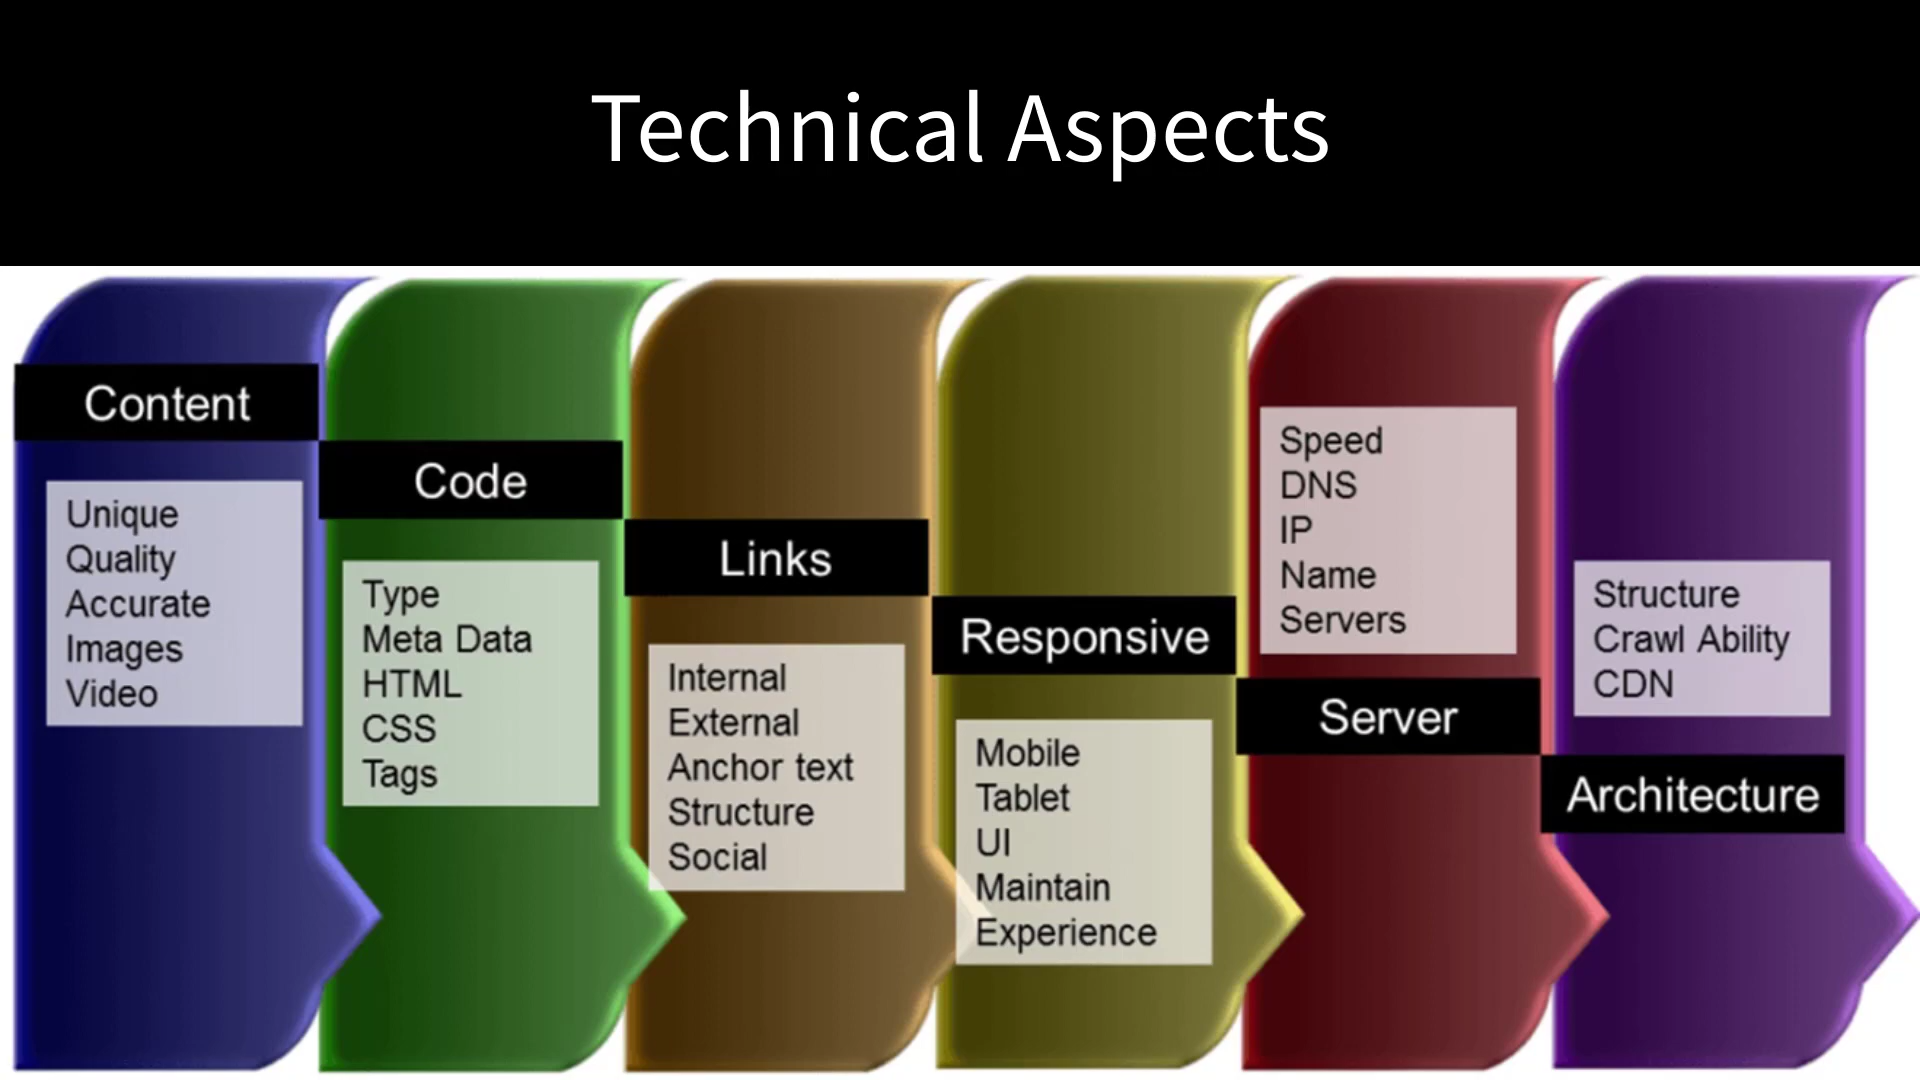 Technical Aspects
Content
Unique
Quality
Accurate
Images
Video
Code
Type
Meta Data
HTML
CSS
Tags
Links
Internal
External
Anchor text
Structure
Social
Responsive
Mobile
Tablet
UI
Maintain
Experience
Speed
DNS
IP
Name
Servers
Server
Structure
Crawl Ability
CDN
Architecture